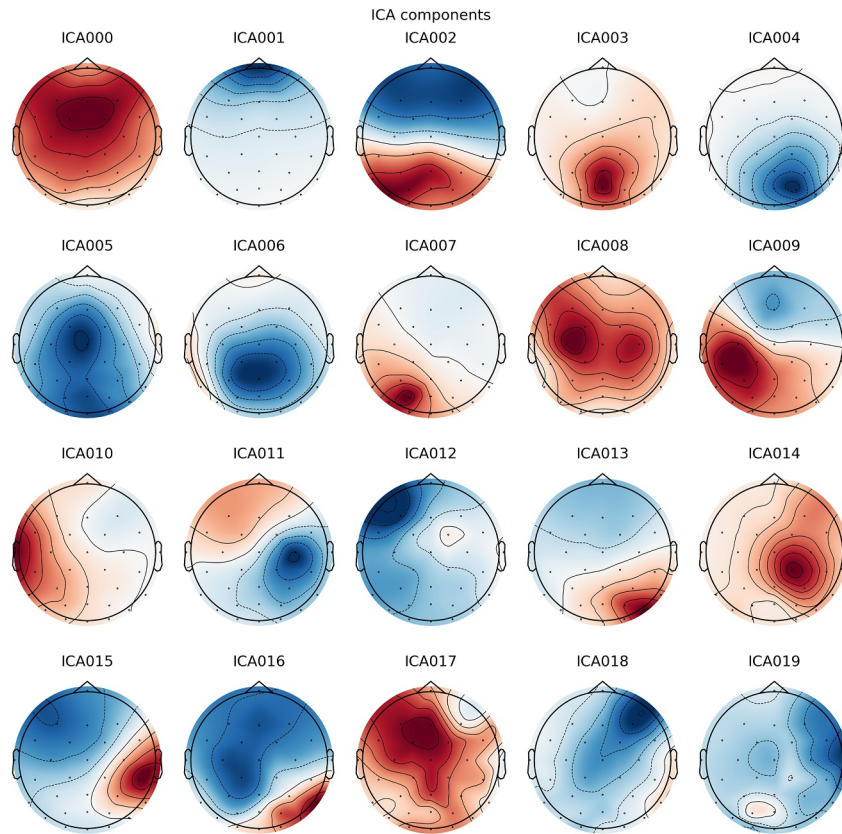 ICA components
ICA000 ICA001 ICA002 ICA003 ICA004
ICA005 ICA006 ICA007 ICA008 ICA009
ICA010 ICA011 ICA012 ICA013 ICA014
ICA015 ICA016 ICA017 ICA018 ICA019